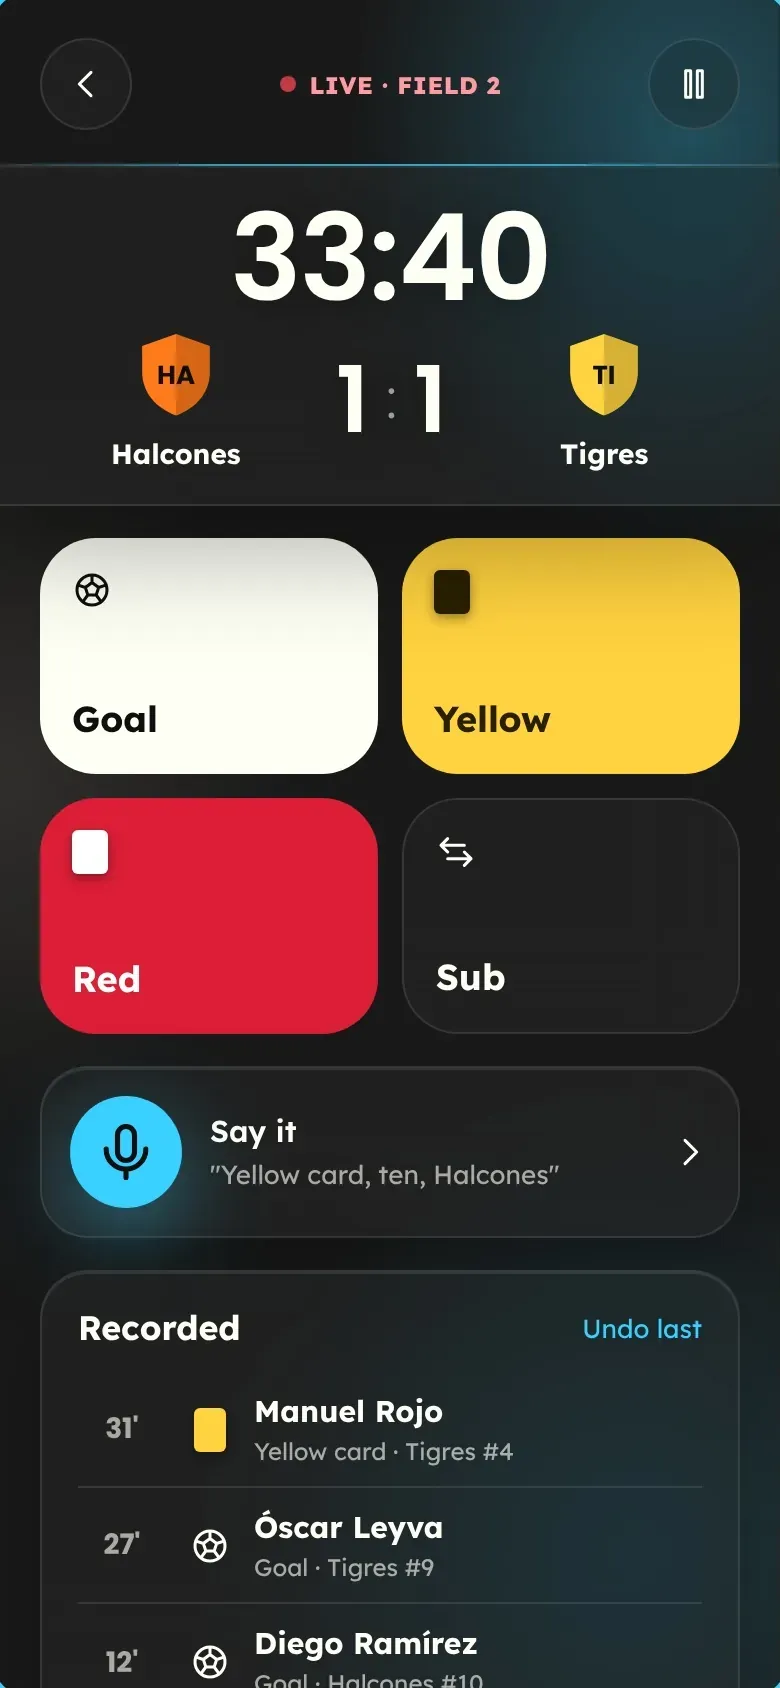 LIVE · FIELD 2
33:40
HA
TI
1 : 1
Halcones
Tigres
Goal
Yellow
Red
Sub
Say it
"Yellow card, ten, Halcones"
Recorded
Undo last
31'
Manuel Rojo
Yellow card · Tigres #4
27'
Óscar Leyva
Goal · Tigres #9
12'
Diego Ramírez
Goal · Halcones #10